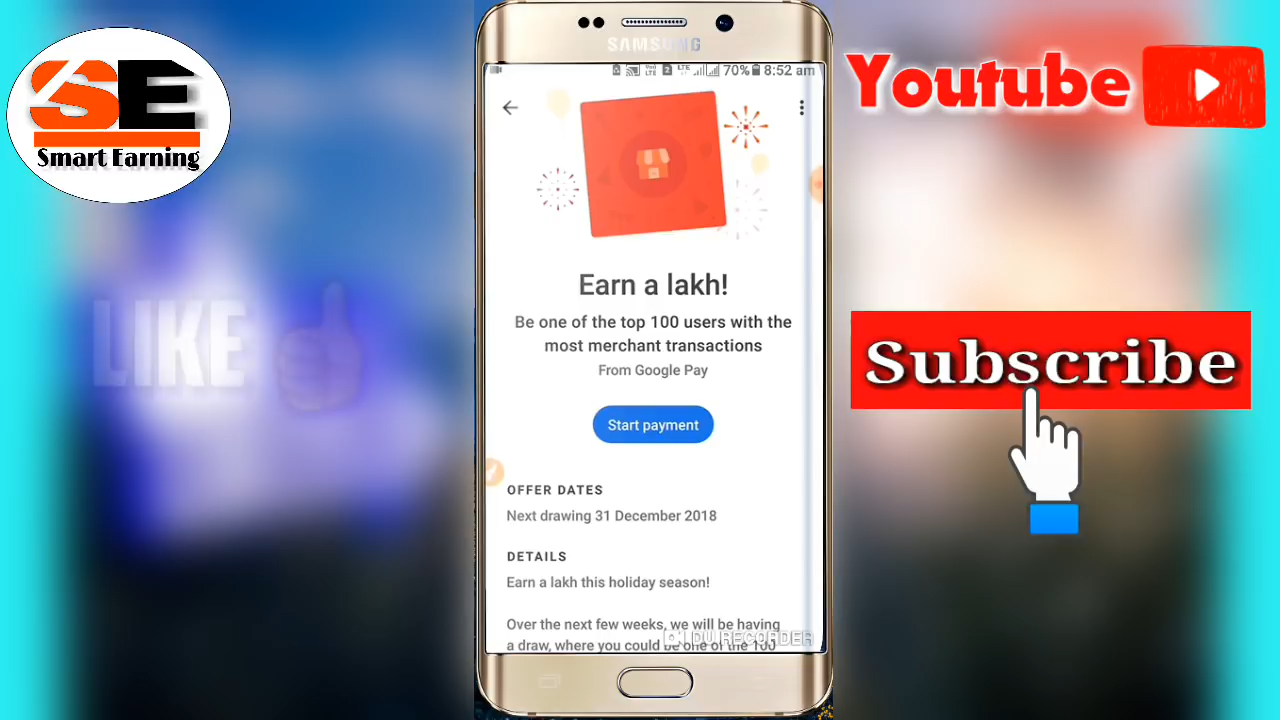 SE
Smart Earning
LIKE
SAMSUNG
70% 8:52 am
Earn a lakh!
Be one of the top 100 users with the
most merchant transactions
From Google Pay
Start payment
OFFER DATES
Next drawing 31 December 2018
DETAILS
Earn a lakh this holiday season!
Over the next few weeks, we will be having
a draw, where you could be one of the 100
DU RECORDER
Youtube
Subscribe